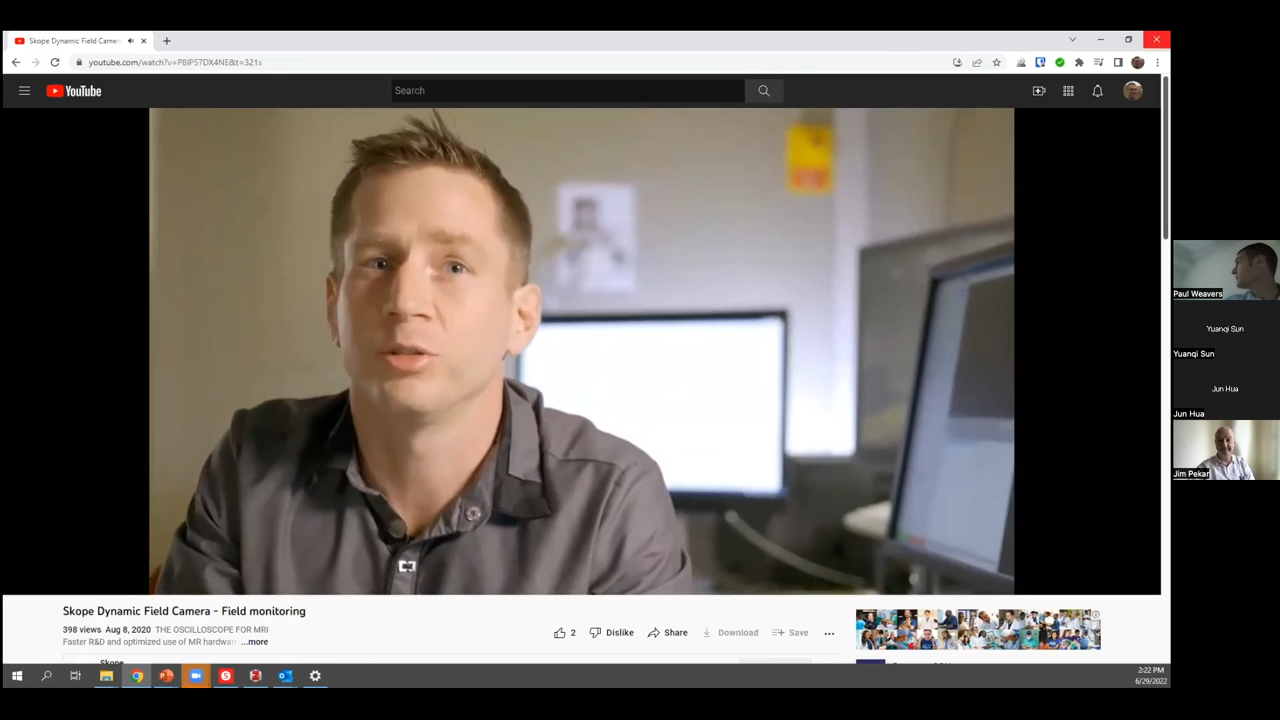 Skope Dynamic Field Came
youtube.com/watch?v=P8IPS7DX4NE&t=321s
YouTube
Search
Paul Weavers
Yuanqi Sun
Yuanqi Sun
Jun Hua
Jun Hua
Jim Pekar
Skope Dynamic Field Camera - Field monitoring
398 views Aug 8, 2020 THE OSCILLOSCOPE FOR MRI
2 Dislike Share Download Save
Faster R&D and optimized use of MR hardwa ...more
Skope
2:22 PM
6/29/2022